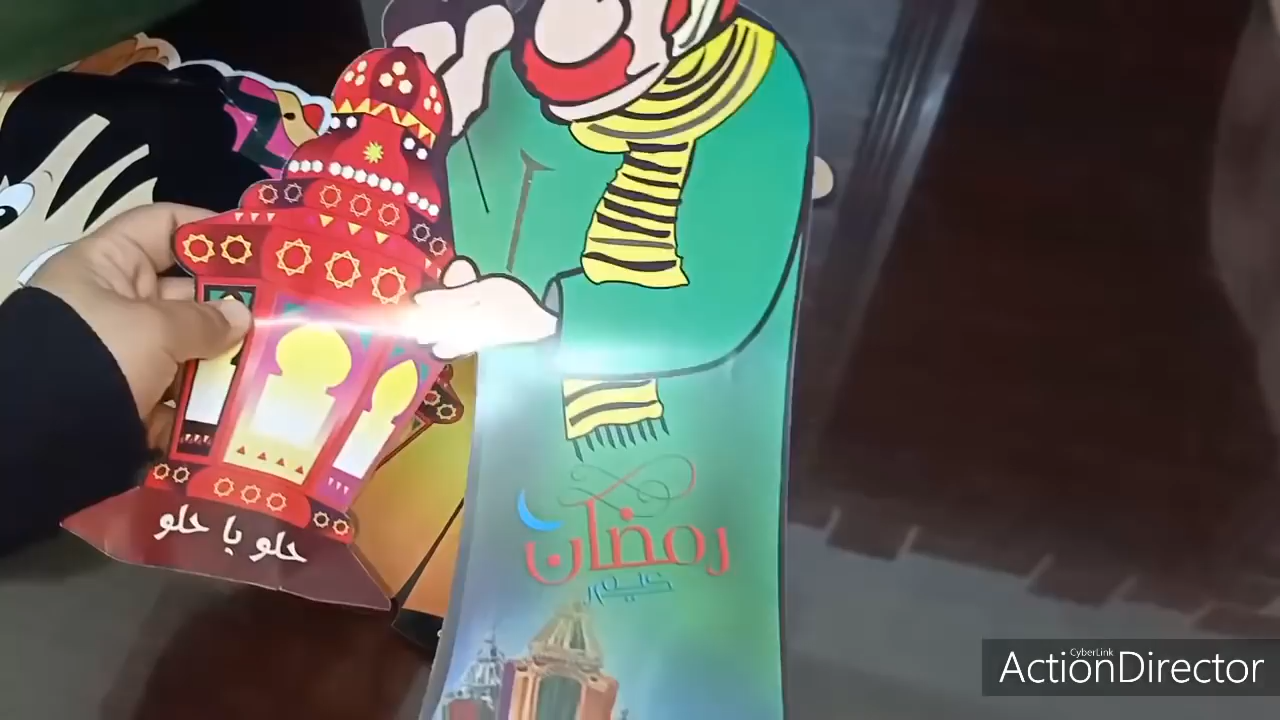 حلو يا حلو
رمضان
كريم
CyberLink
ActionDirector